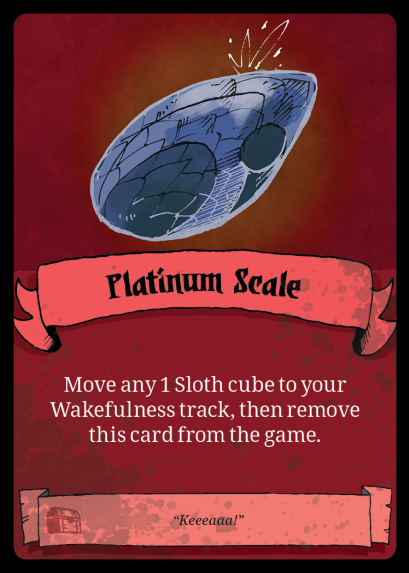 Platinum Scale
Move any 1 Sloth cube to your
Wakefulness track, then remove
this card from the game.
“Keeeaaa!”